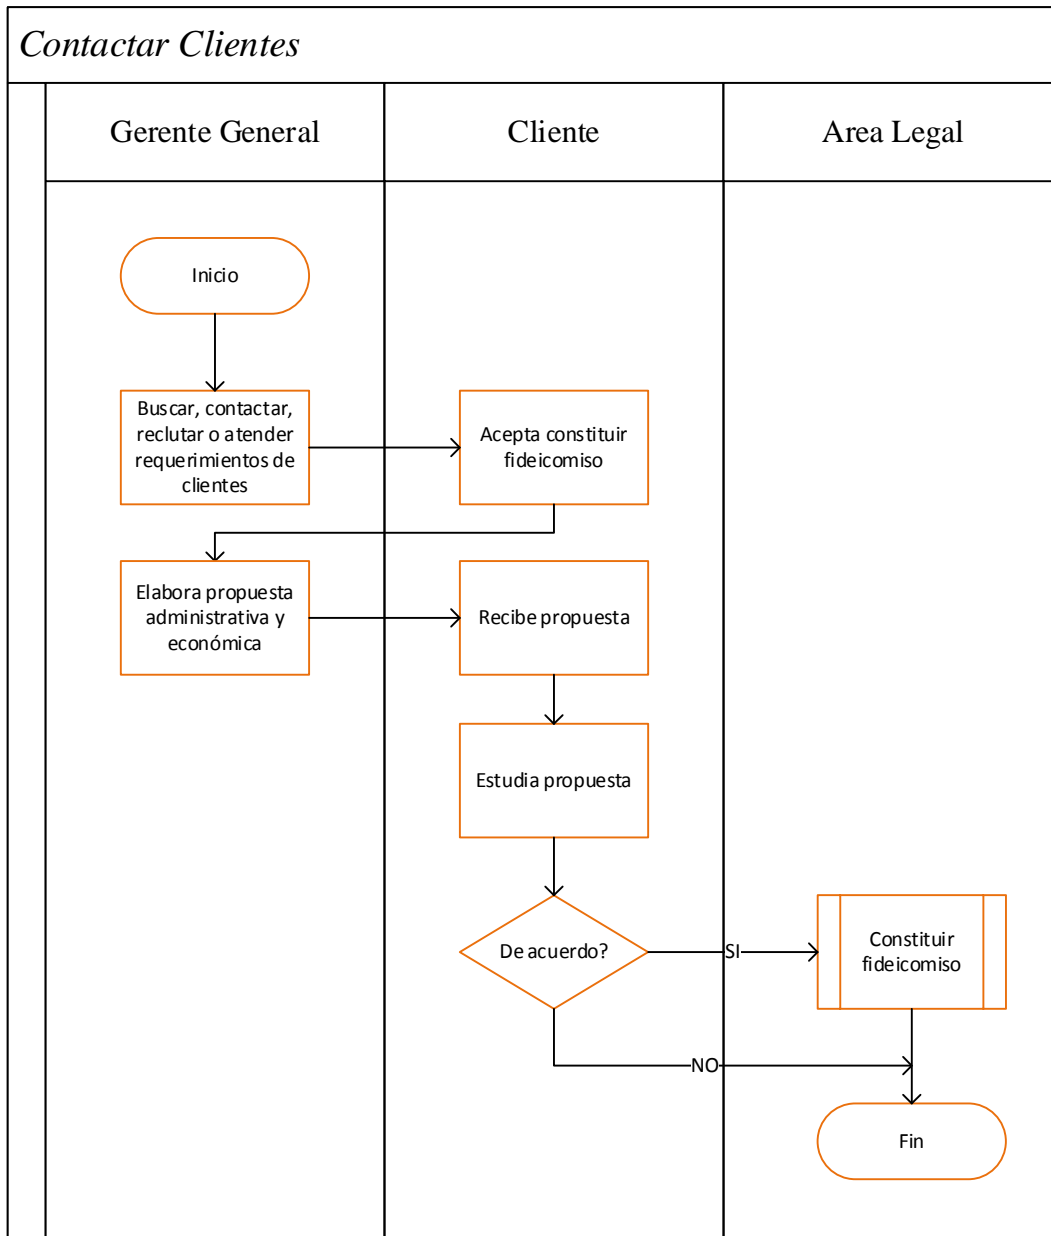 Contactar Clientes
Gerente General
Cliente
Area Legal
Inicio
Buscar, contactar,
reclutar o atender
requerimientos de
clientes
Acepta constituir
fideicomiso
Elabora propuesta
administrativa y
económica
Recibe propuesta
Estudia propuesta
De acuerdo?
SI
Constituir
fideicomiso
NO
Fin